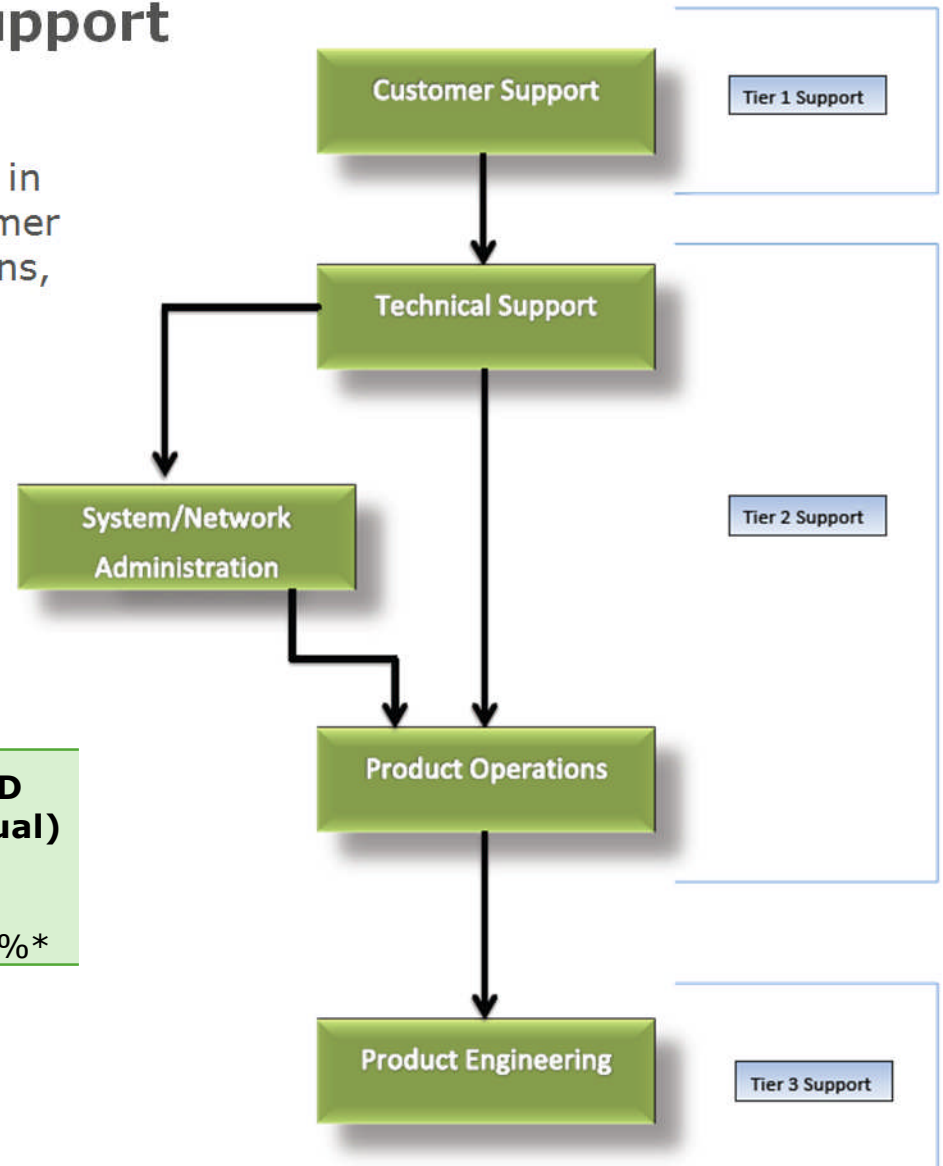 upport
in
mer
ns,
Customer Support
Tier 1 Support
Technical Support
System/Network
Administration
Tier 2 Support
D
ual)
%*
Product Operations
Product Engineering
Tier 3 Support